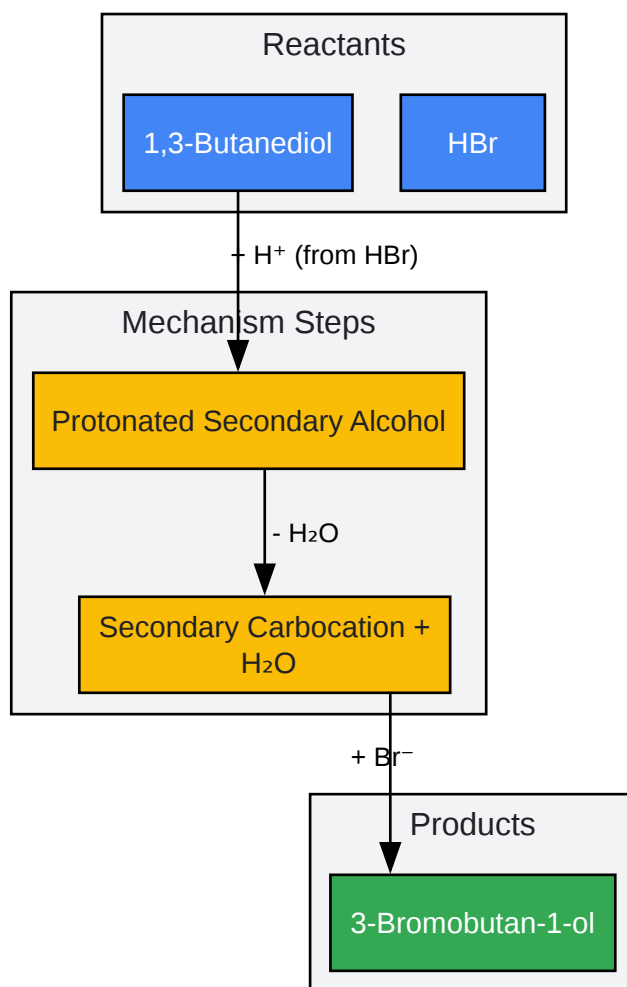 Reactants
1,3-Butanediol
HBr
+ H⁺ (from HBr)
Mechanism Steps
Protonated Secondary Alcohol
- H₂O
Secondary Carbocation +
H₂O
+ Br⁻
Products
3-Bromobutan-1-ol